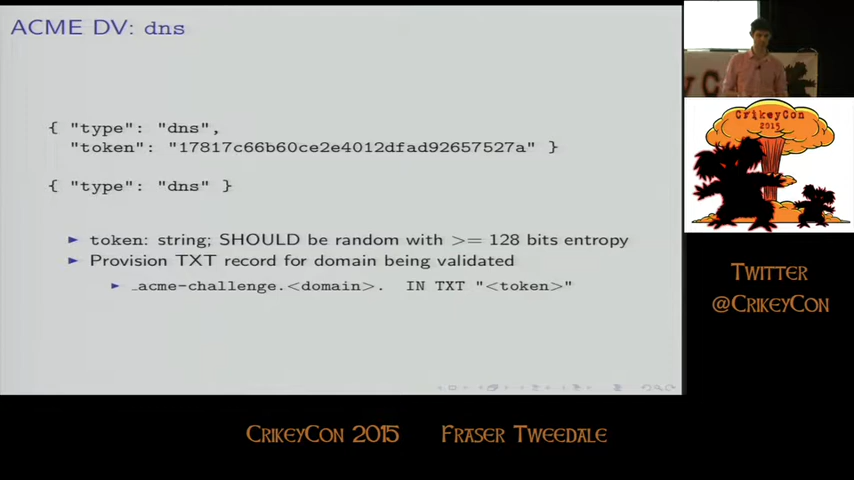 ACME DV: dns
{ "type": "dns",
"token": "17817c66b60ce2e4012dfad92657527a" }
{ "type": "dns" }
► token: string; SHOULD be random with >= 128 bits entropy
► Provision TXT record for domain being validated
► _acme-challenge.<domain>. IN TXT "<token>"
CrikeyCon
2015
Twitter
@CrikeyCon
CrikeyCon 2015 Fraser Tweedale